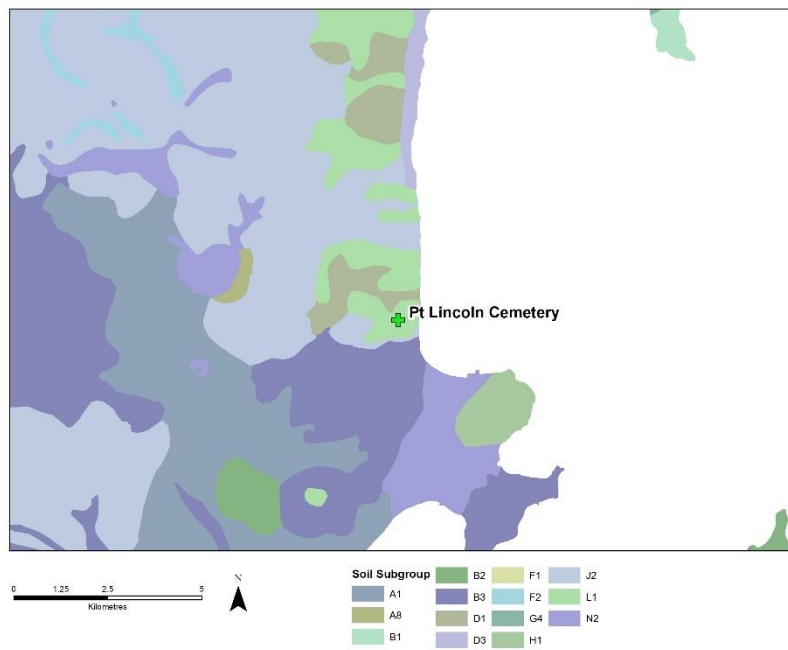 Pt Lincoln Cemetery
0 1.25 2.5 5
Kilometres
N
Soil Subgroup
A1
A8
B1
B2
B3
D1
D3
F1
F2
G4
H1
J2
L1
N2